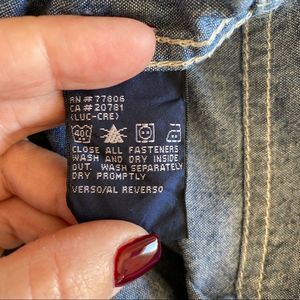 RN # 77806
CA # 20781
(LUC-CRE)
40
CLOSE ALL FASTENERS
WASH AND DRY INSIDE
OUT. WASH SEPARATELY
DRY PROMPTLY
VERSO/AL REVERSO